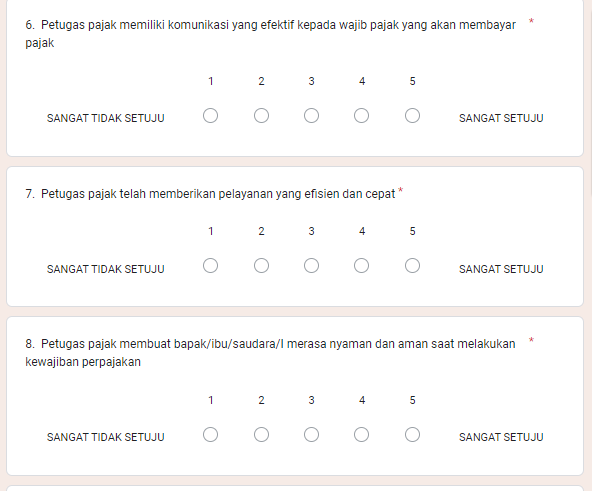 6. Petugas pajak memiliki komunikasi yang efektif kepada wajib pajak yang akan membayar *
pajak
1 2 3 4 5
SANGAT TIDAK SETUJU SANGAT SETUJU
7. Petugas pajak telah memberikan pelayanan yang efisien dan cepat *
1 2 3 4 5
SANGAT TIDAK SETUJU SANGAT SETUJU
8. Petugas pajak membuat bapak/ibu/saudara/I merasa nyaman dan aman saat melakukan *
kewajiban perpajakan
1 2 3 4 5
SANGAT TIDAK SETUJU SANGAT SETUJU